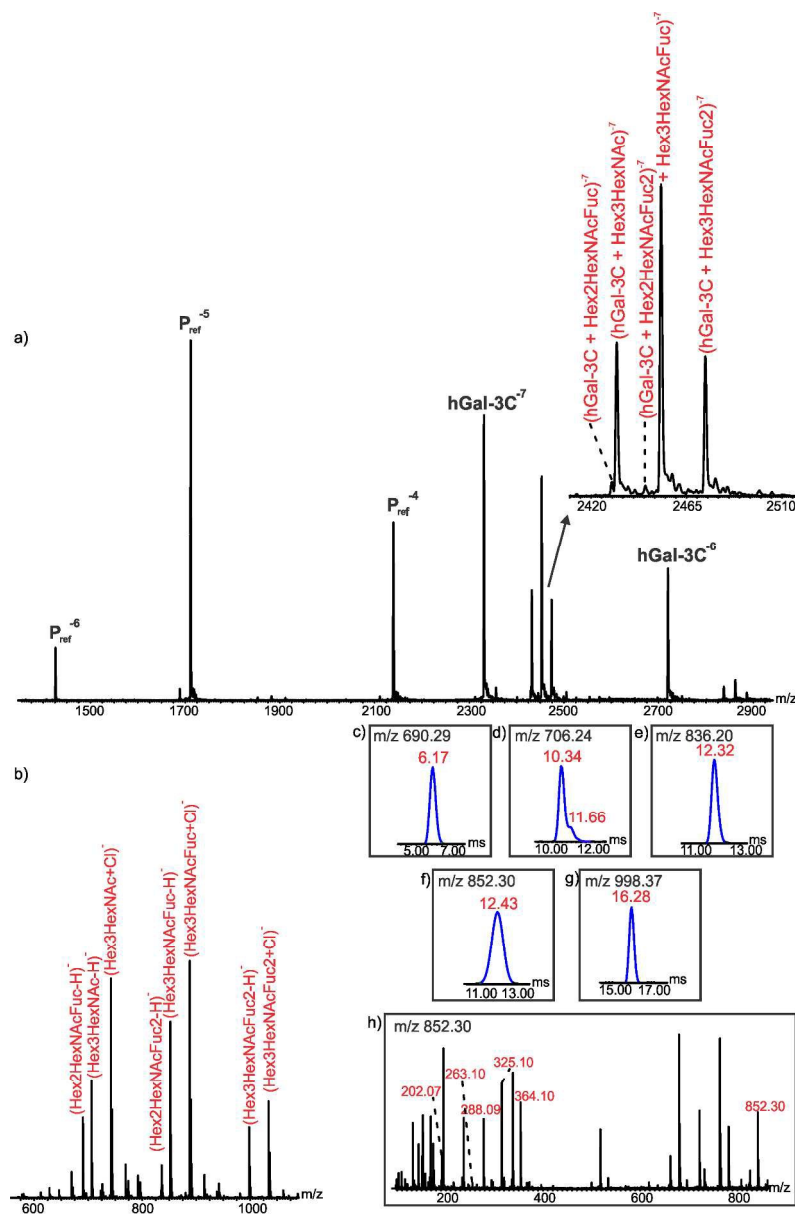 a)
P_ref^-6
P_ref^-5
P_ref^-4
hGal-3C^-7
hGal-3C^-6
(hGal-3C + Hex2HexNAcFuc)^-7
(hGal-3C + Hex3HexNAc)^-7
(hGal-3C + Hex2HexNAcFuc2)^-7
+ Hex3HexNAcFuc)^-7
(hGal-3C + Hex3HexNAcFuc2)^-7
2420 2465 2510
1500 1700 1900 2100 2300 2500 2700 2900 m/z
b)
(Hex2HexNAcFuc-H)^-
(Hex3HexNAc-H)^-
(Hex3HexNAc+Cl)^-
(Hex2HexNAcFuc2-H)^-
(Hex3HexNAcFuc-H)^-
(Hex3HexNAcFuc+Cl)^-
(Hex3HexNAcFuc2-H)^-
(Hex3HexNAcFuc2+Cl)^-
600 800 1000 m/z
c) m/z 690.29
6.17
ms
5.00 7.00
d) m/z 706.24
10.34
11.66
ms
10.00 12.00
e) m/z 836.20
12.32
ms
11.00 13.00
f) m/z 852.30
12.43
ms
11.00 13.00
g) m/z 998.37
16.28
ms
15.00 17.00
h) m/z 852.30
202.07
263.10
288.09
325.10
364.10
852.30
200 400 600 800 m/z